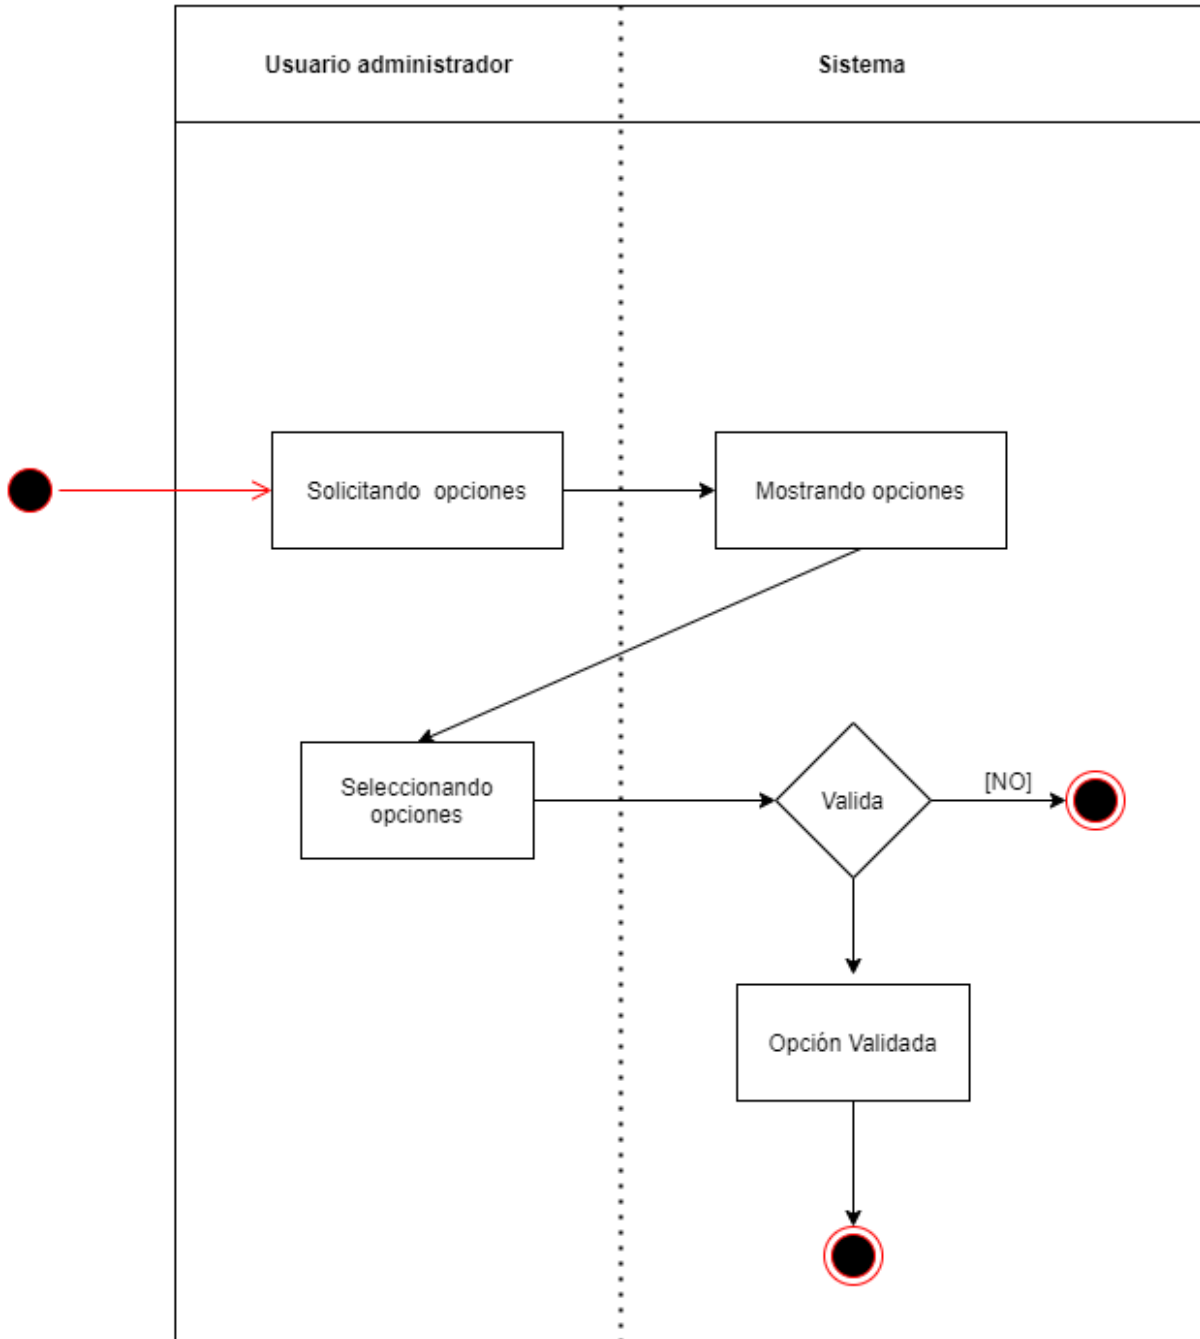 Usuario administrador
Sistema
Solicitando  opciones
Mostrando opciones
Seleccionando
opciones
Valida
[NO]
Opción Validada